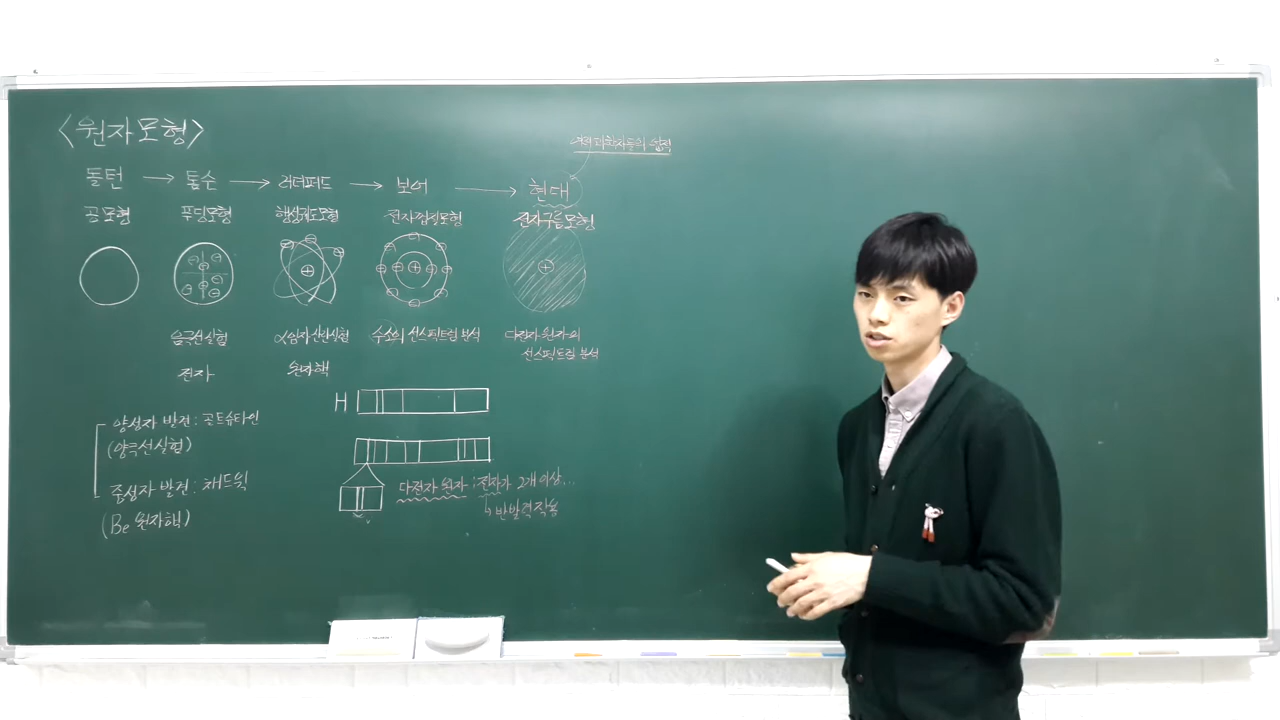 <원자모형>
여러 과학자들의 업적
돌턴 → 톰슨 → 러더퍼드 → 보어 → 현대
공모형 푸딩모형 행성궤도모형 전자껍질모형 전자구름모형
음극선실험 α입자산란실험 수소의 선스펙트럼 분석 다전자 원자의
선스펙트럼 분석
전자 원자핵
H
양성자 발견: 골트슈타인
(양극선실험)
다전자 원자 : 전자가 2개 이상...
↳ 반발력 작용
중성자 발견: 채드윅
(Be 원자핵)